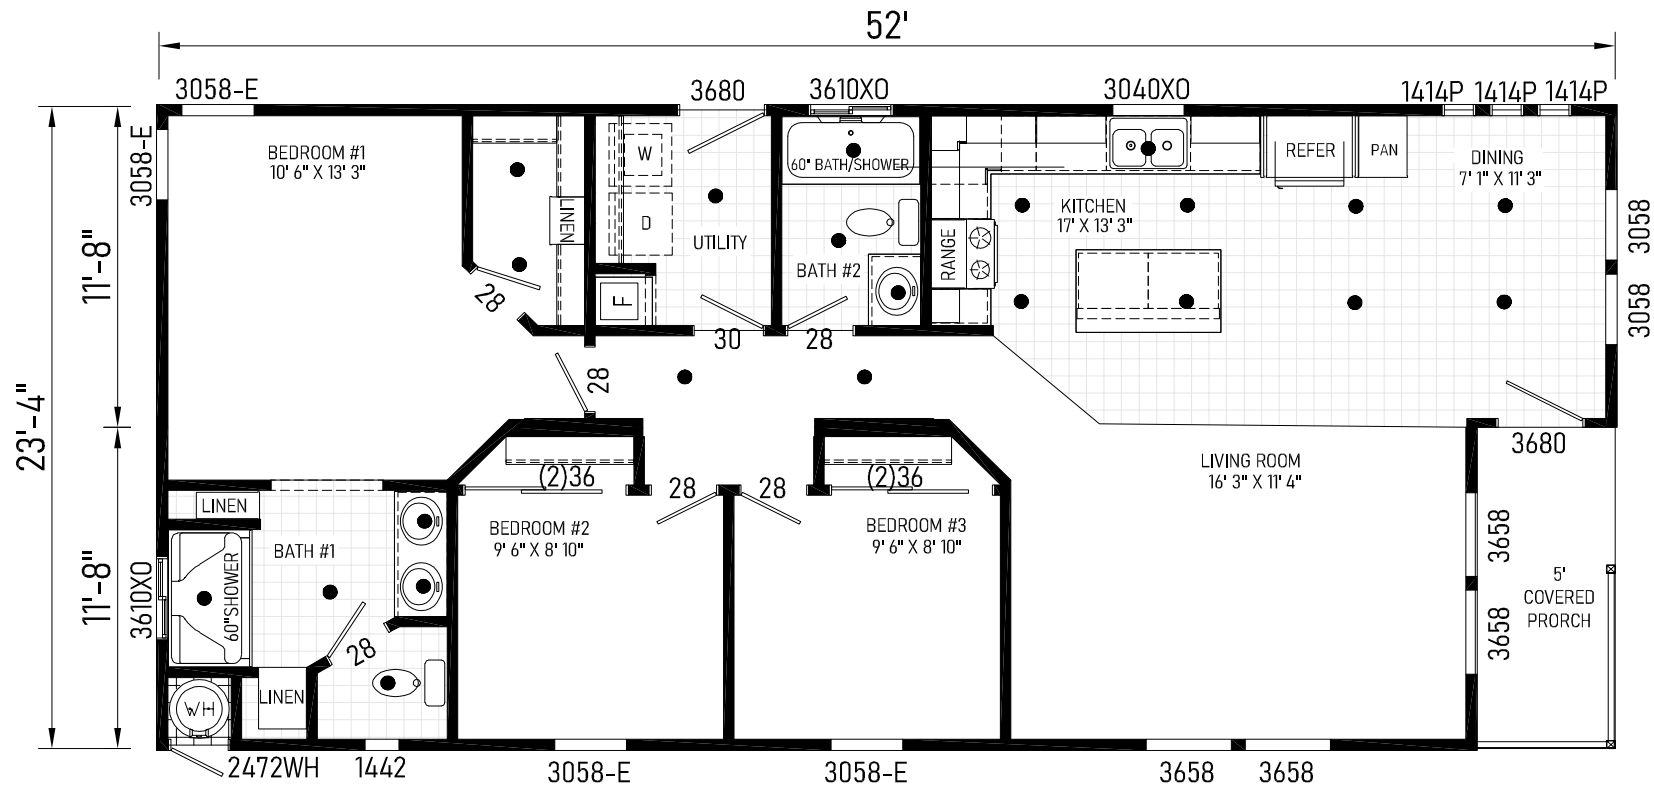 52'
3058-E
3680
3610XO
3040XO
1414P
1414P
1414P
3058-E
BEDROOM #1
10' 6" X 13' 3"
W
D
LINEN
UTILITY
F
28
60" BATH/SHOWER
BATH #2
RANGE
KITCHEN
17' X 13' 3"
REFER
PAN
DINING
7' 1" X 11' 3"
3058
3058
11'-8"
23'-4"
30
28
28
3680
(2)36
(2)36
28
28
LIVING ROOM
16' 3" X 11' 4"
LINEN
BEDROOM #2
9' 6" X 8' 10"
BEDROOM #3
9' 6" X 8' 10"
BATH #1
60"SHOWER
3610XO
11'-8"
28
3658
3658
5'
COVERED
PRORCH
LINEN
WH
2472WH
1442
3058-E
3058-E
3658
3658